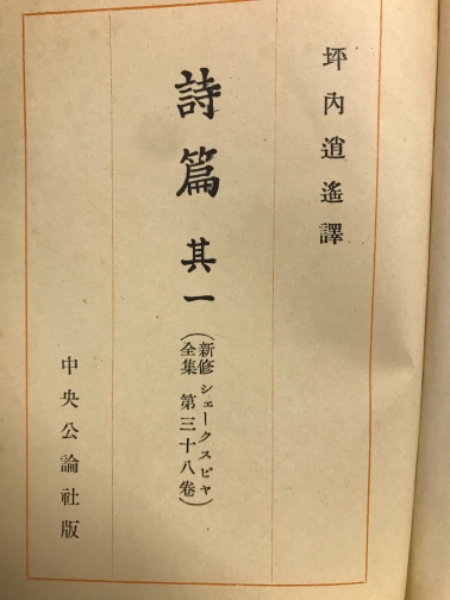 坪內逍遙譯
詩篇 其一
(新修シェークスピヤ
全集 第三十八卷)
中央公論社版